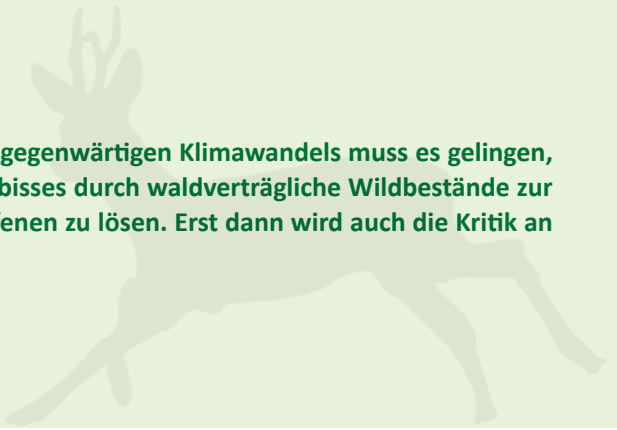 gegenwärtigen Klimawandels muss es gelingen,
bisses durch waldverträgliche Wildbestände zur
enen zu lösen. Erst dann wird auch die Kritik an